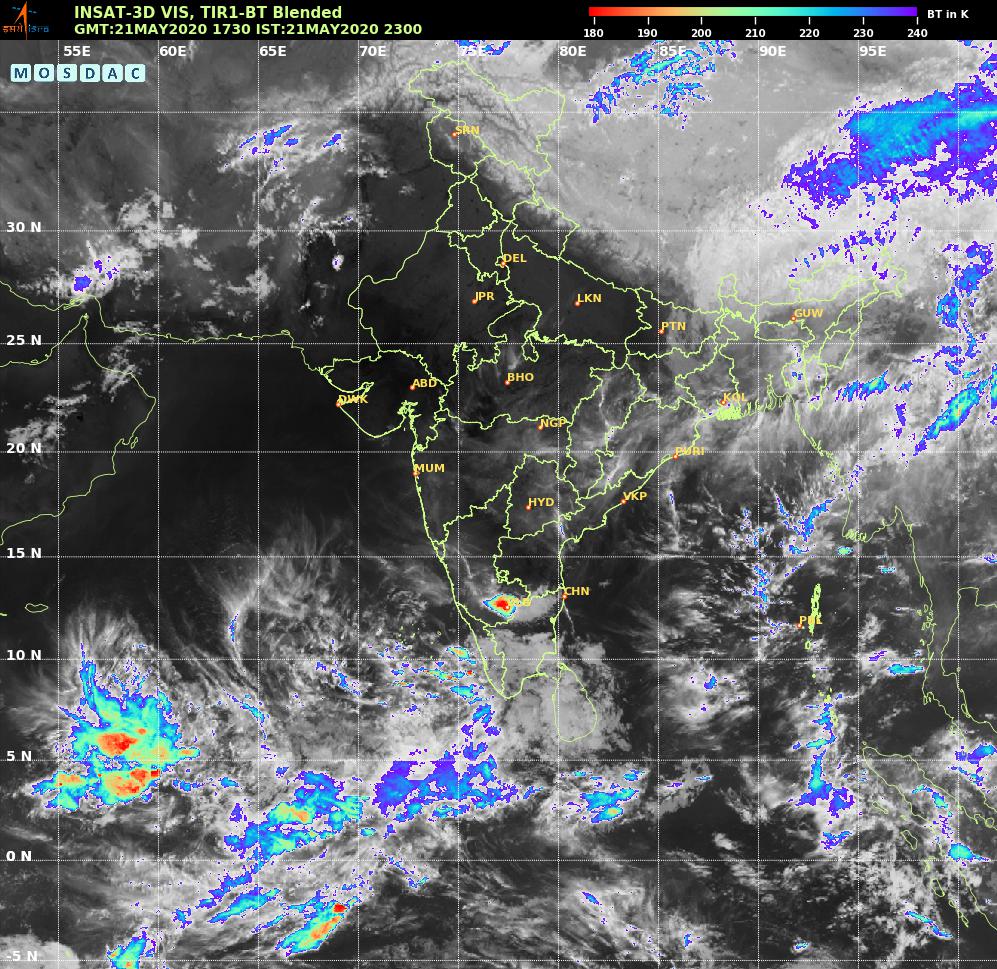 INSAT-3D VIS, TIR1-BT Blended
GMT:21MAY2020 1730 IST:21MAY2020 2300
180 190 200 210 220 230 240 BT in K
55E 60E 65E 70E 75E 80E 85E 90E 95E
MOSDAC
SRN
30 N
DEL
JPR LKN
GUW
PTN
25 N
BHO
ABD
DWK KOL
NGP
20 N PURI
MUM
HYD VKP
15 N
CHN
PBL
10 N
5 N
0 N
-5 N